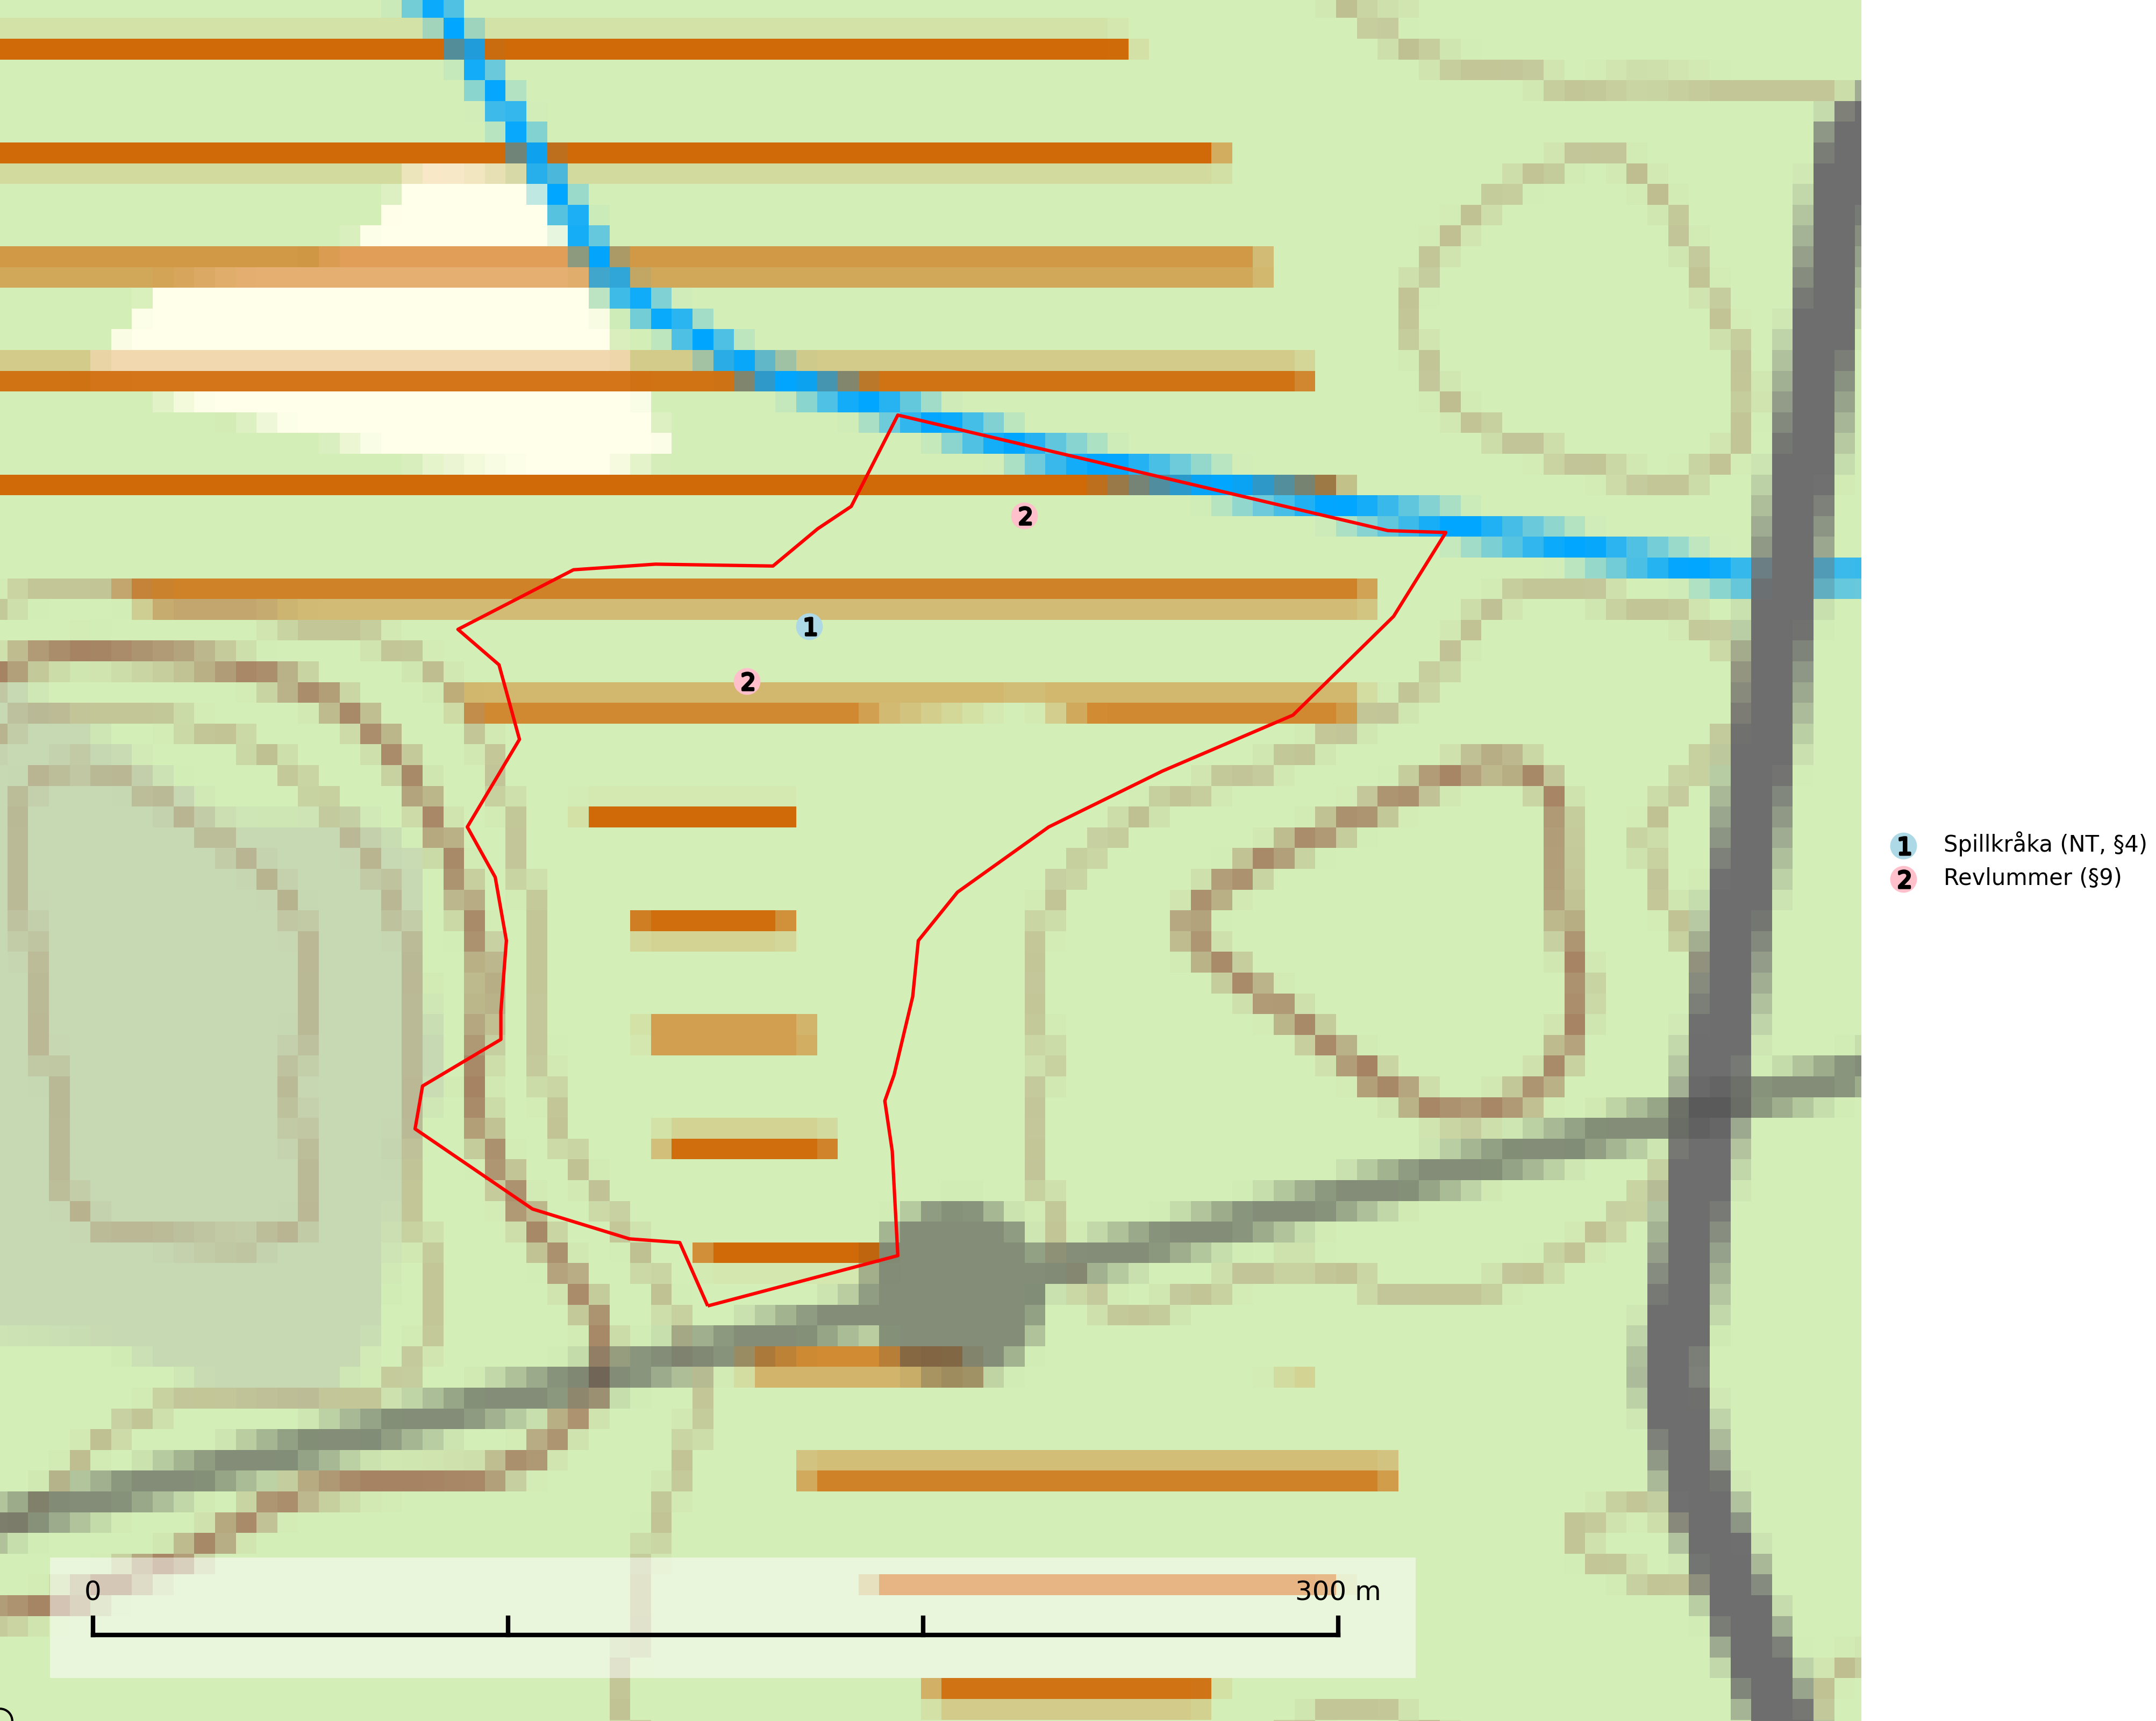 2
1
2
1 Spillkråka (NT, §4)
2 Revlummer (§9)
0 300 m